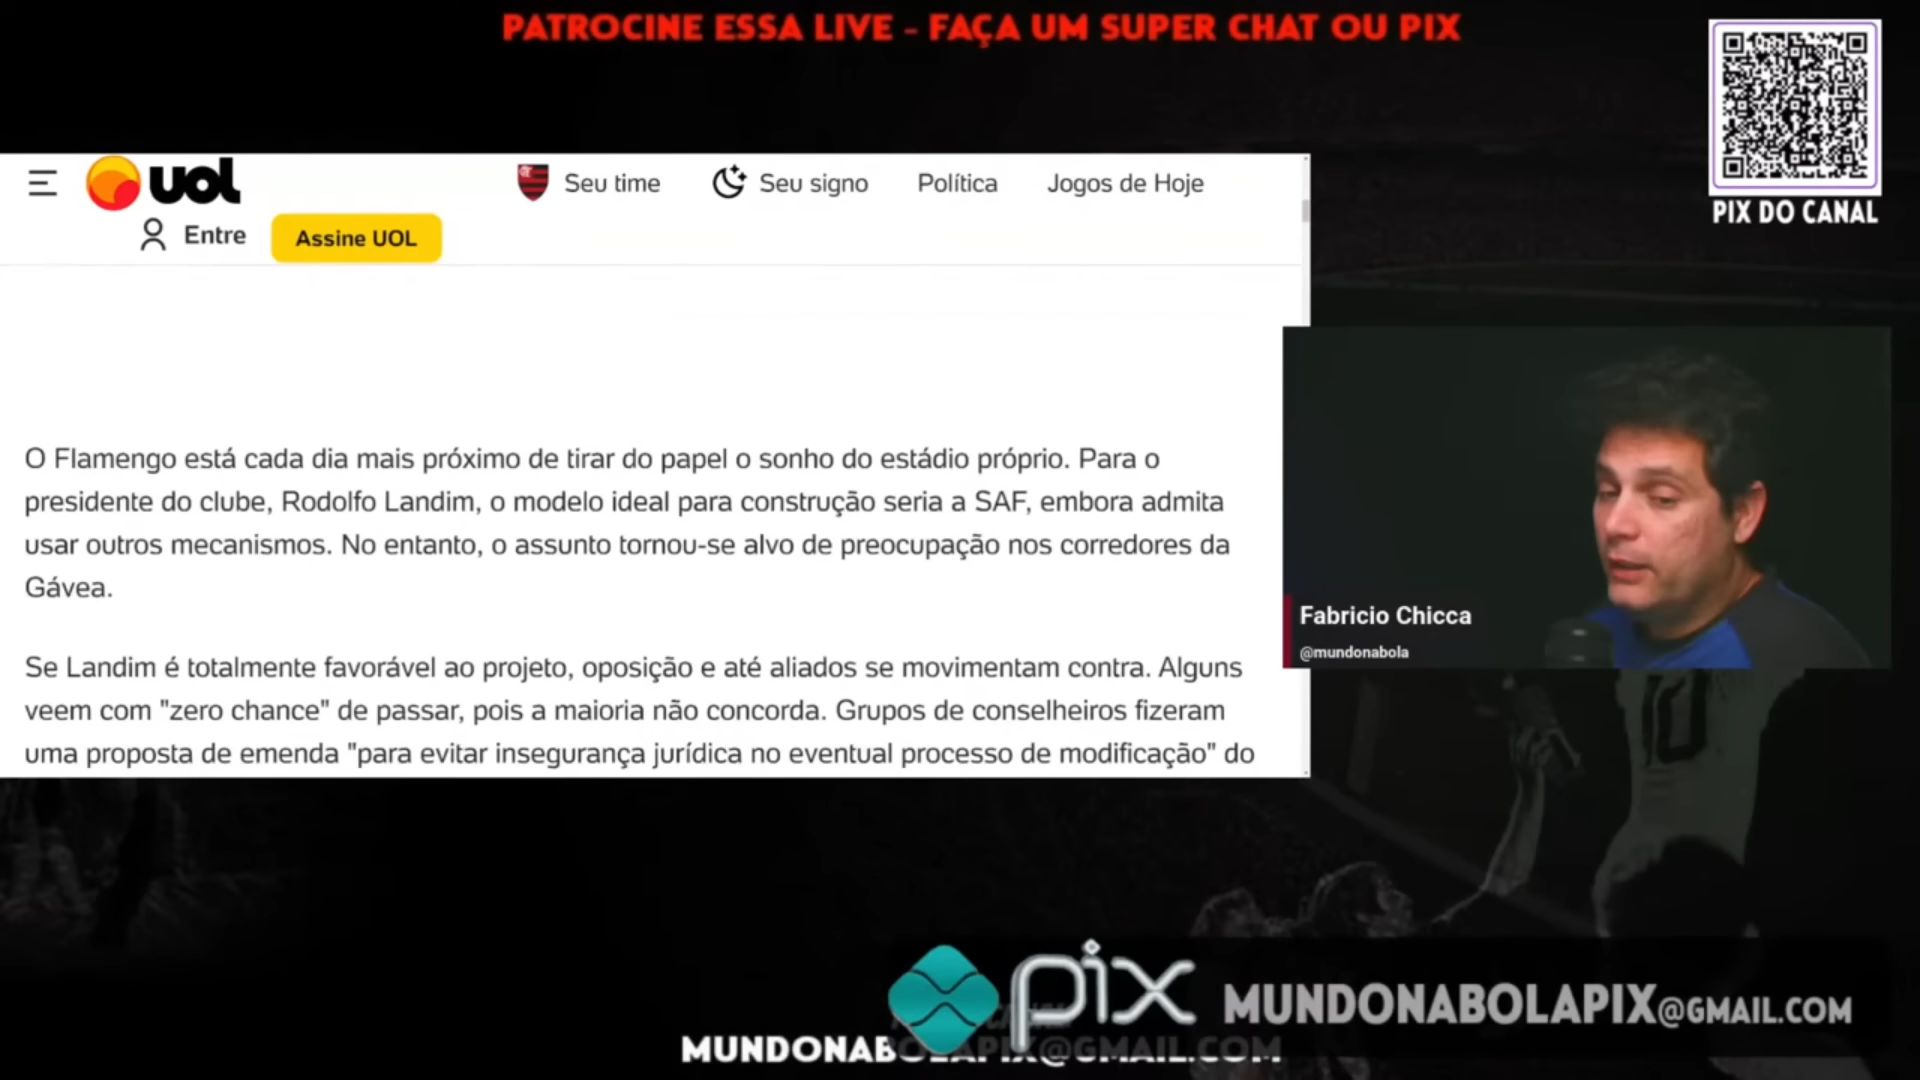 PATROCINE ESSA LIVE - FAÇA UM SUPER CHAT OU PIX
PIX DO CANAL
uol
Seu time
Seu signo
Política
Jogos de Hoje
Entre
Assine UOL
O Flamengo está cada dia mais próximo de tirar do papel o sonho do estádio próprio. Para o
presidente do clube, Rodolfo Landim, o modelo ideal para construção seria a SAF, embora admita
usar outros mecanismos. No entanto, o assunto tornou-se alvo de preocupação nos corredores da
Gávea.
Se Landim é totalmente favorável ao projeto, oposição e até aliados se movimentam contra. Alguns
veem com "zero chance" de passar, pois a maioria não concorda. Grupos de conselheiros fizeram
uma proposta de emenda "para evitar insegurança jurídica no eventual processo de modificação" do
Fabricio Chicca
@mundonabola
10
pix
MUNDONABOLAPIX@GMAIL.COM
MUNDONABOLAPIX@GMAIL.COM